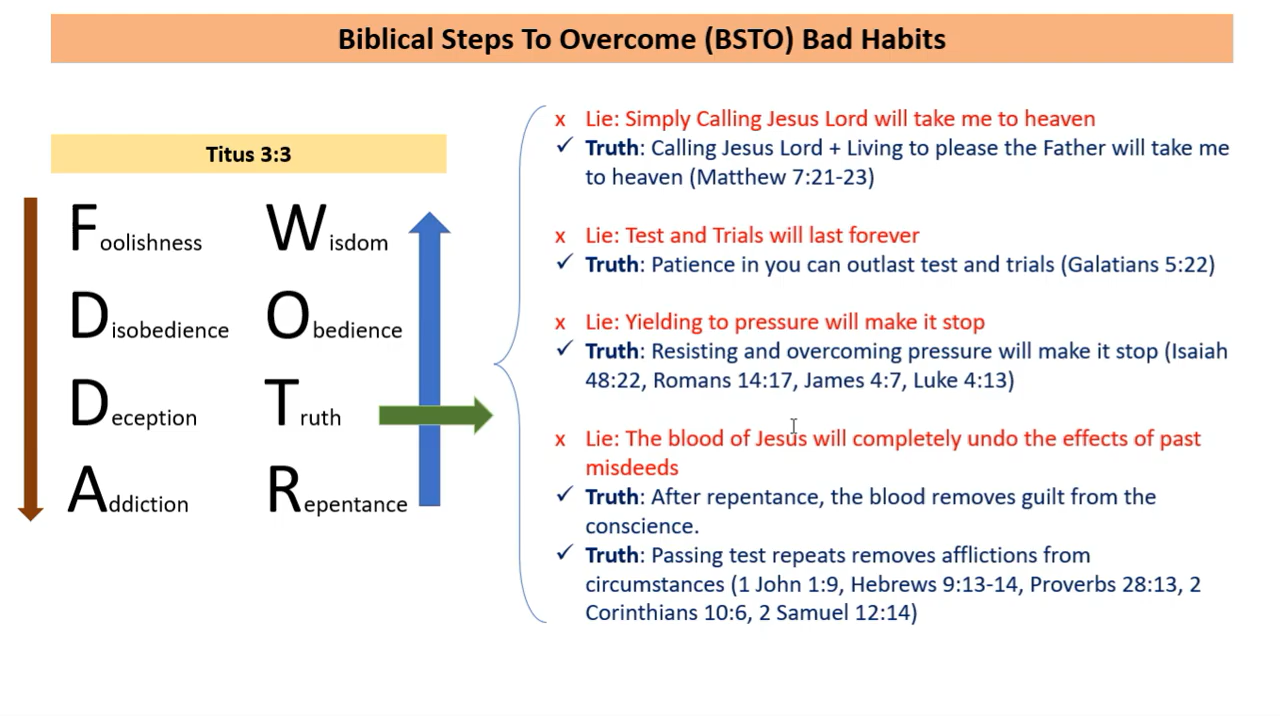 Biblical Steps To Overcome (BSTO) Bad Habits
Titus 3:3
Foolishness
Wisdom
Disobedience
Obedience
Deception
Truth
Addiction
Repentance
x Lie: Simply Calling Jesus Lord will take me to heaven
✓ Truth: Calling Jesus Lord + Living to please the Father will take me
to heaven (Matthew 7:21-23)
x Lie: Test and Trials will last forever
✓ Truth: Patience in you can outlast test and trials (Galatians 5:22)
x Lie: Yielding to pressure will make it stop
✓ Truth: Resisting and overcoming pressure will make it stop (Isaiah
48:22, Romans 14:17, James 4:7, Luke 4:13)
x Lie: The blood of Jesus will completely undo the effects of past
misdeeds
✓ Truth: After repentance, the blood removes guilt from the
conscience.
✓ Truth: Passing test repeats removes afflictions from
circumstances (1 John 1:9, Hebrews 9:13-14, Proverbs 28:13, 2
Corinthians 10:6, 2 Samuel 12:14)